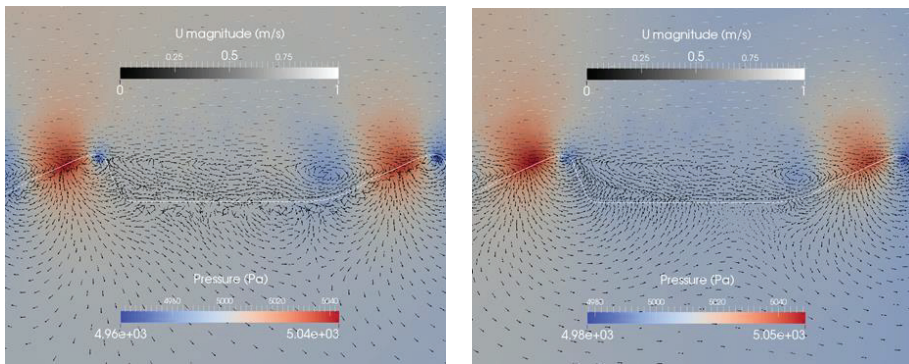 U magnitude (m/s)
0.25 0.5 0.75
0 1
Pressure (Pa)
4960 5000 5020 5040
4.96e+03 5.04e+03
U magnitude (m/s)
0.25 0.5 0.75
0 1
Pressure (Pa)
4980 5000 5020 5040
4.98e+03 5.05e+03